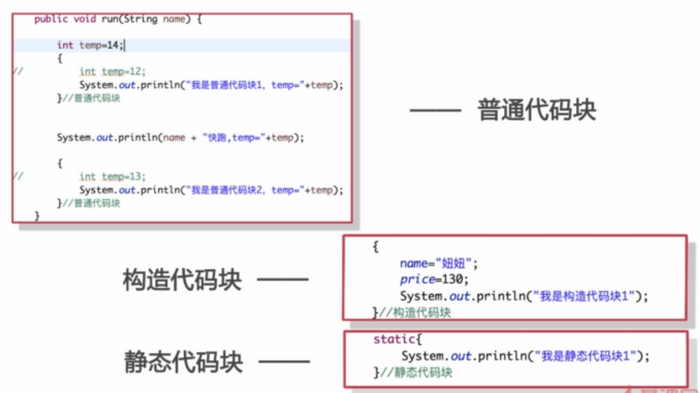 public void run(String name) {
int temp=14;
{
// int temp=12;
System.out.println("我是普通代码块1, temp="+temp);
}//普通代码块
System.out.println(name + "快跑,temp="+temp);
{
// int temp=13;
System.out.println("我是普通代码块2, temp="+temp);
}//普通代码块
}
—— 普通代码块
{
name="妞妞";
price=130;
System.out.println("我是构造代码块1");
}//构造代码块
构造代码块 ——
static{
System.out.println("我是静态代码块1");
}//静态代码块
静态代码块 ——